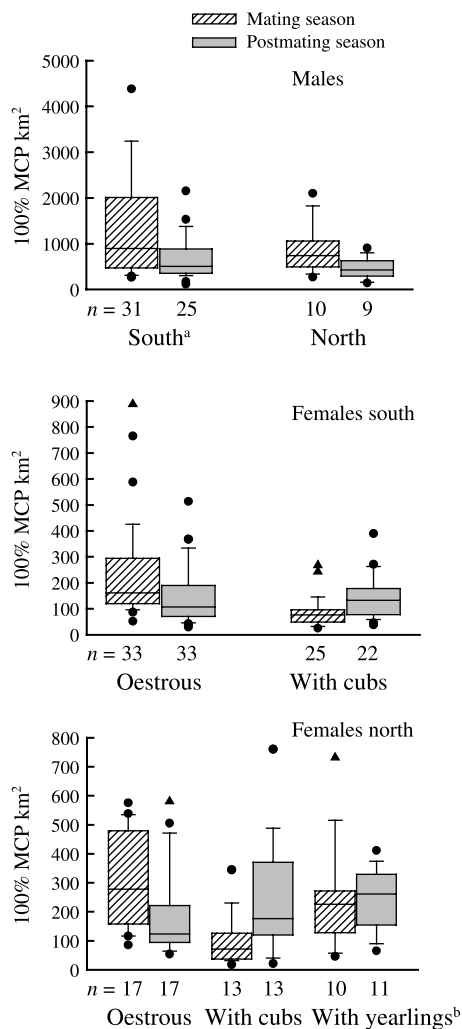 Mating season
Postmating season
Males
100% MCP km²
5000
3000
2000
1000
0
n = 31 25 10 9
Southᵃ North
Females south
100% MCP km²
900
800
700
600
500
400
300
200
100
0
n = 33 33 25 22
Oestrous With cubs
Females north
100% MCP km²
800
700
600
500
400
300
200
100
0
n = 17 17 13 13 10 11
Oestrous With cubs With yearlingsᵇ